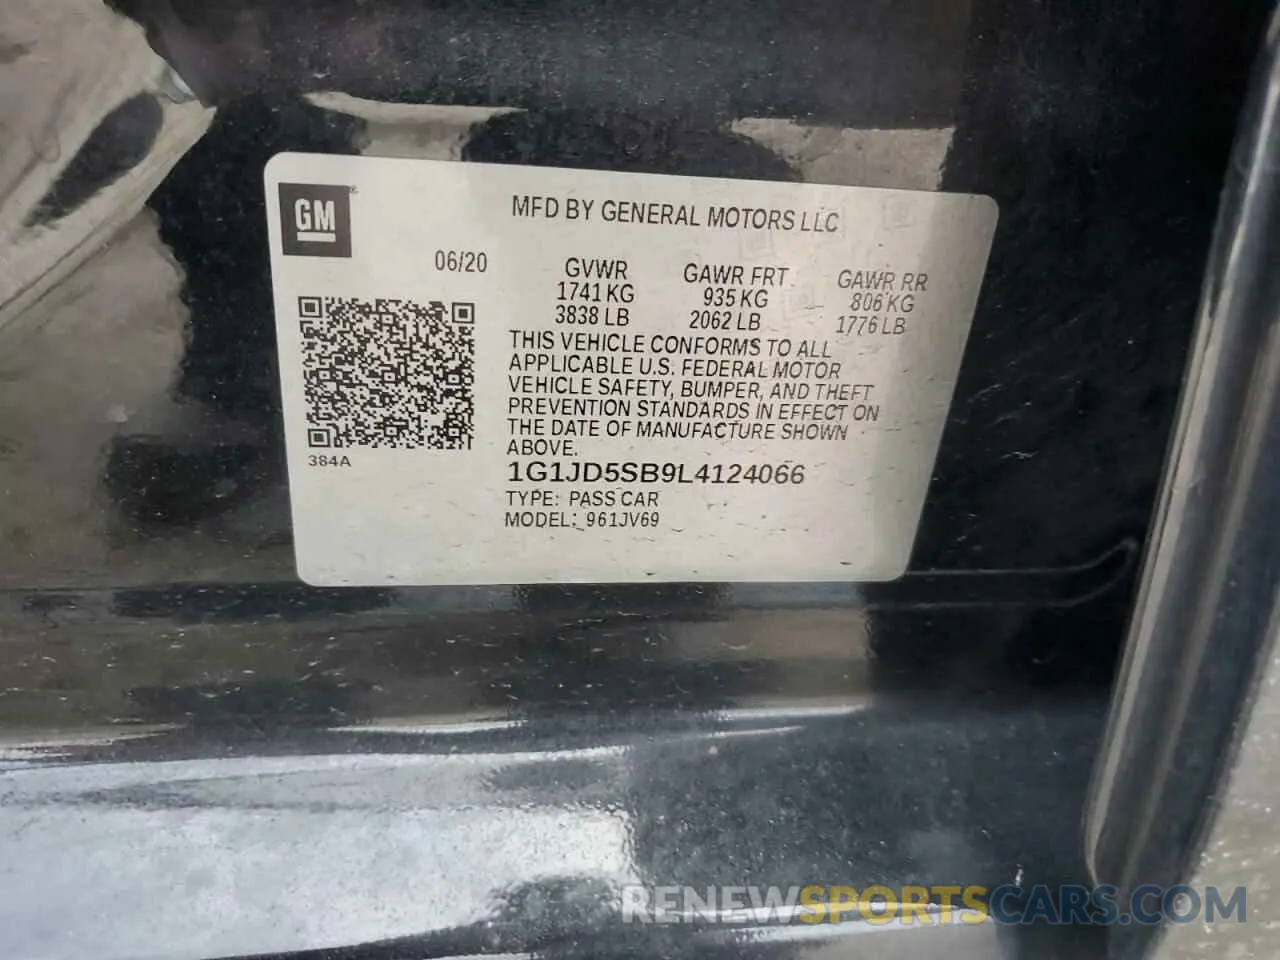 GM
MFD BY GENERAL MOTORS LLC
06/20
GVWR GAWR FRT GAWR RR
1741 KG 935 KG 806 KG
3838 LB 2062 LB 1776 LB
THIS VEHICLE CONFORMS TO ALL
APPLICABLE U.S. FEDERAL MOTOR
VEHICLE SAFETY, BUMPER, AND THEFT
PREVENTION STANDARDS IN EFFECT ON
THE DATE OF MANUFACTURE SHOWN
ABOVE.
384A
1G1JD5SB9L4124066
TYPE: PASS CAR
MODEL: 961JV69
RENEWSPORTSCARS.COM